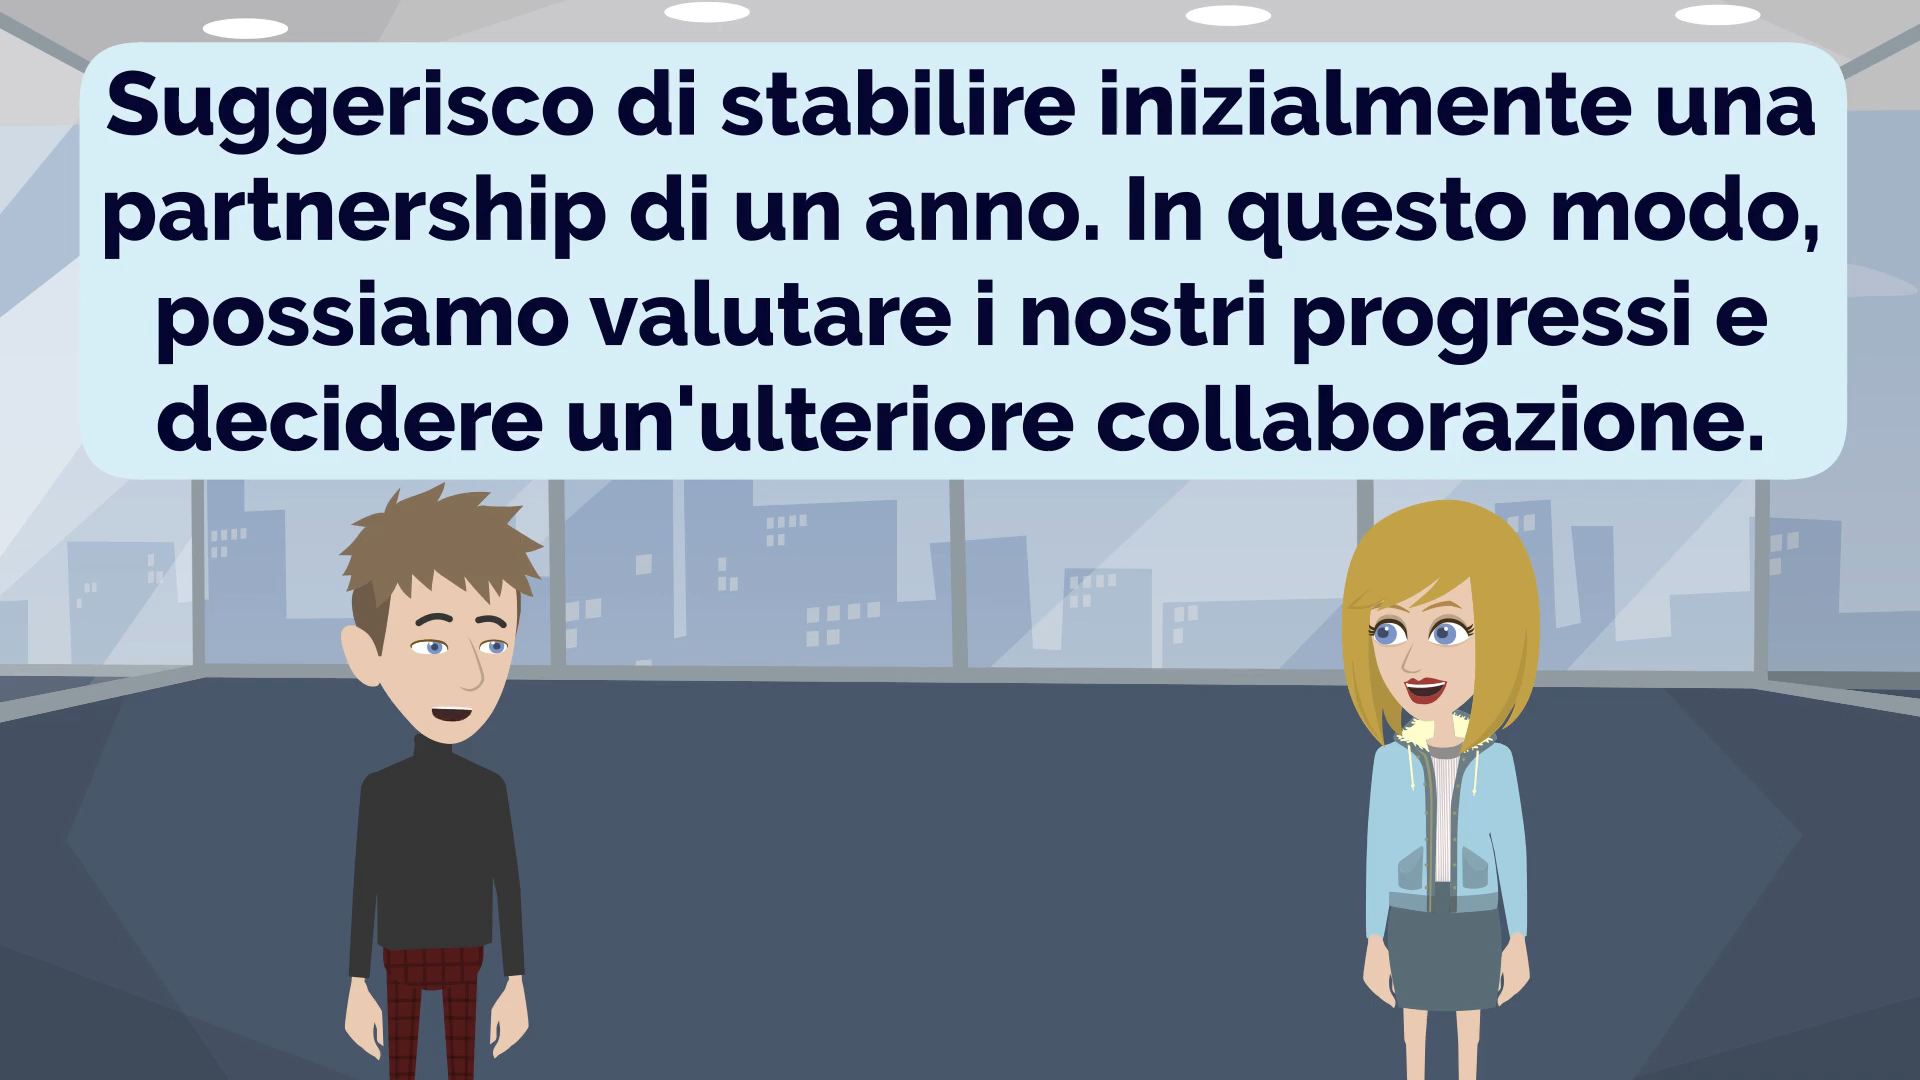 Suggerisco di stabilire inizialmente una
partnership di un anno. In questo modo,
possiamo valutare i nostri progressi e
decidere un'ulteriore collaborazione.